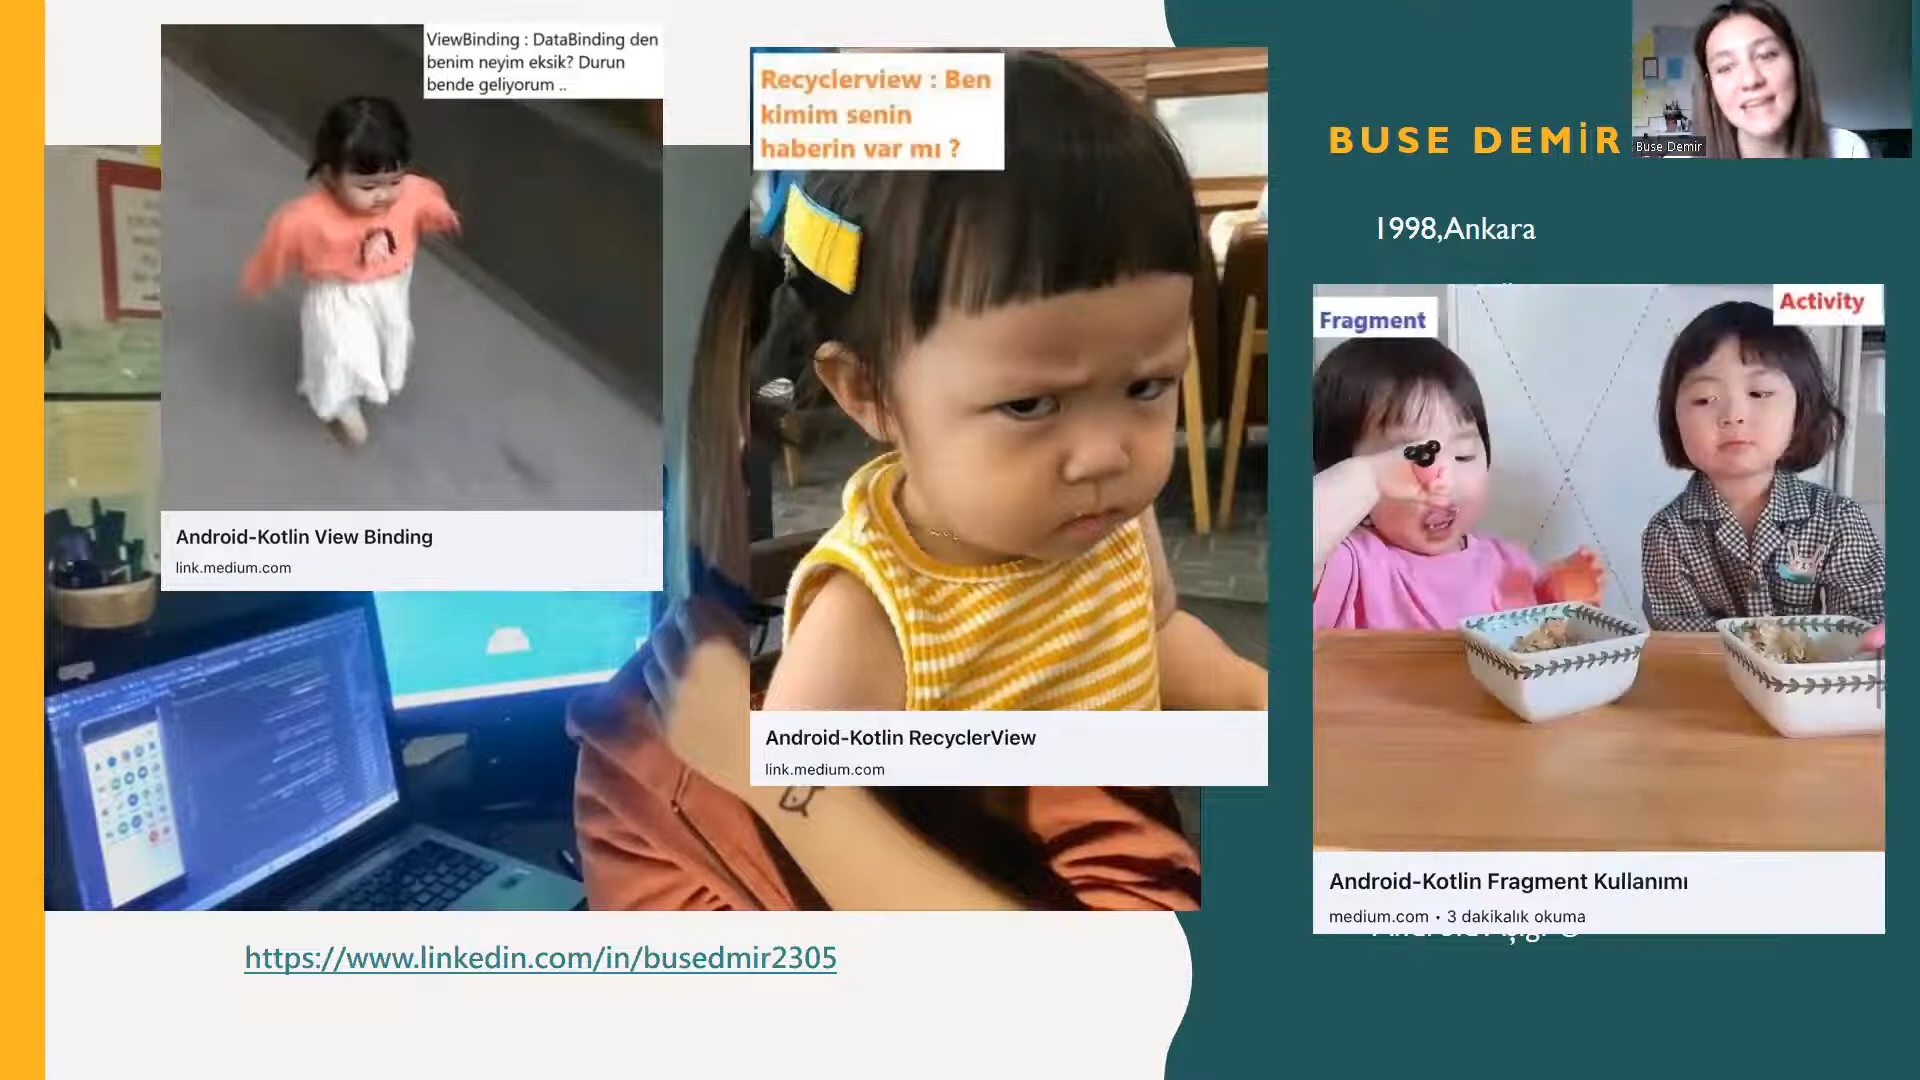 ViewBinding : DataBinding den
benim neyim eksik? Durun
bende geliyorum ..
Android-Kotlin View Binding
link.medium.com
Recyclerview : Ben
kimim senin
haberin var mı ?
Android-Kotlin RecyclerView
link.medium.com
BUSE DEMİR
Buse Demir
1998,Ankara
Fragment
Activity
Android-Kotlin Fragment Kullanımı
medium.com • 3 dakikalık okuma
https://www.linkedin.com/in/busedmir2305